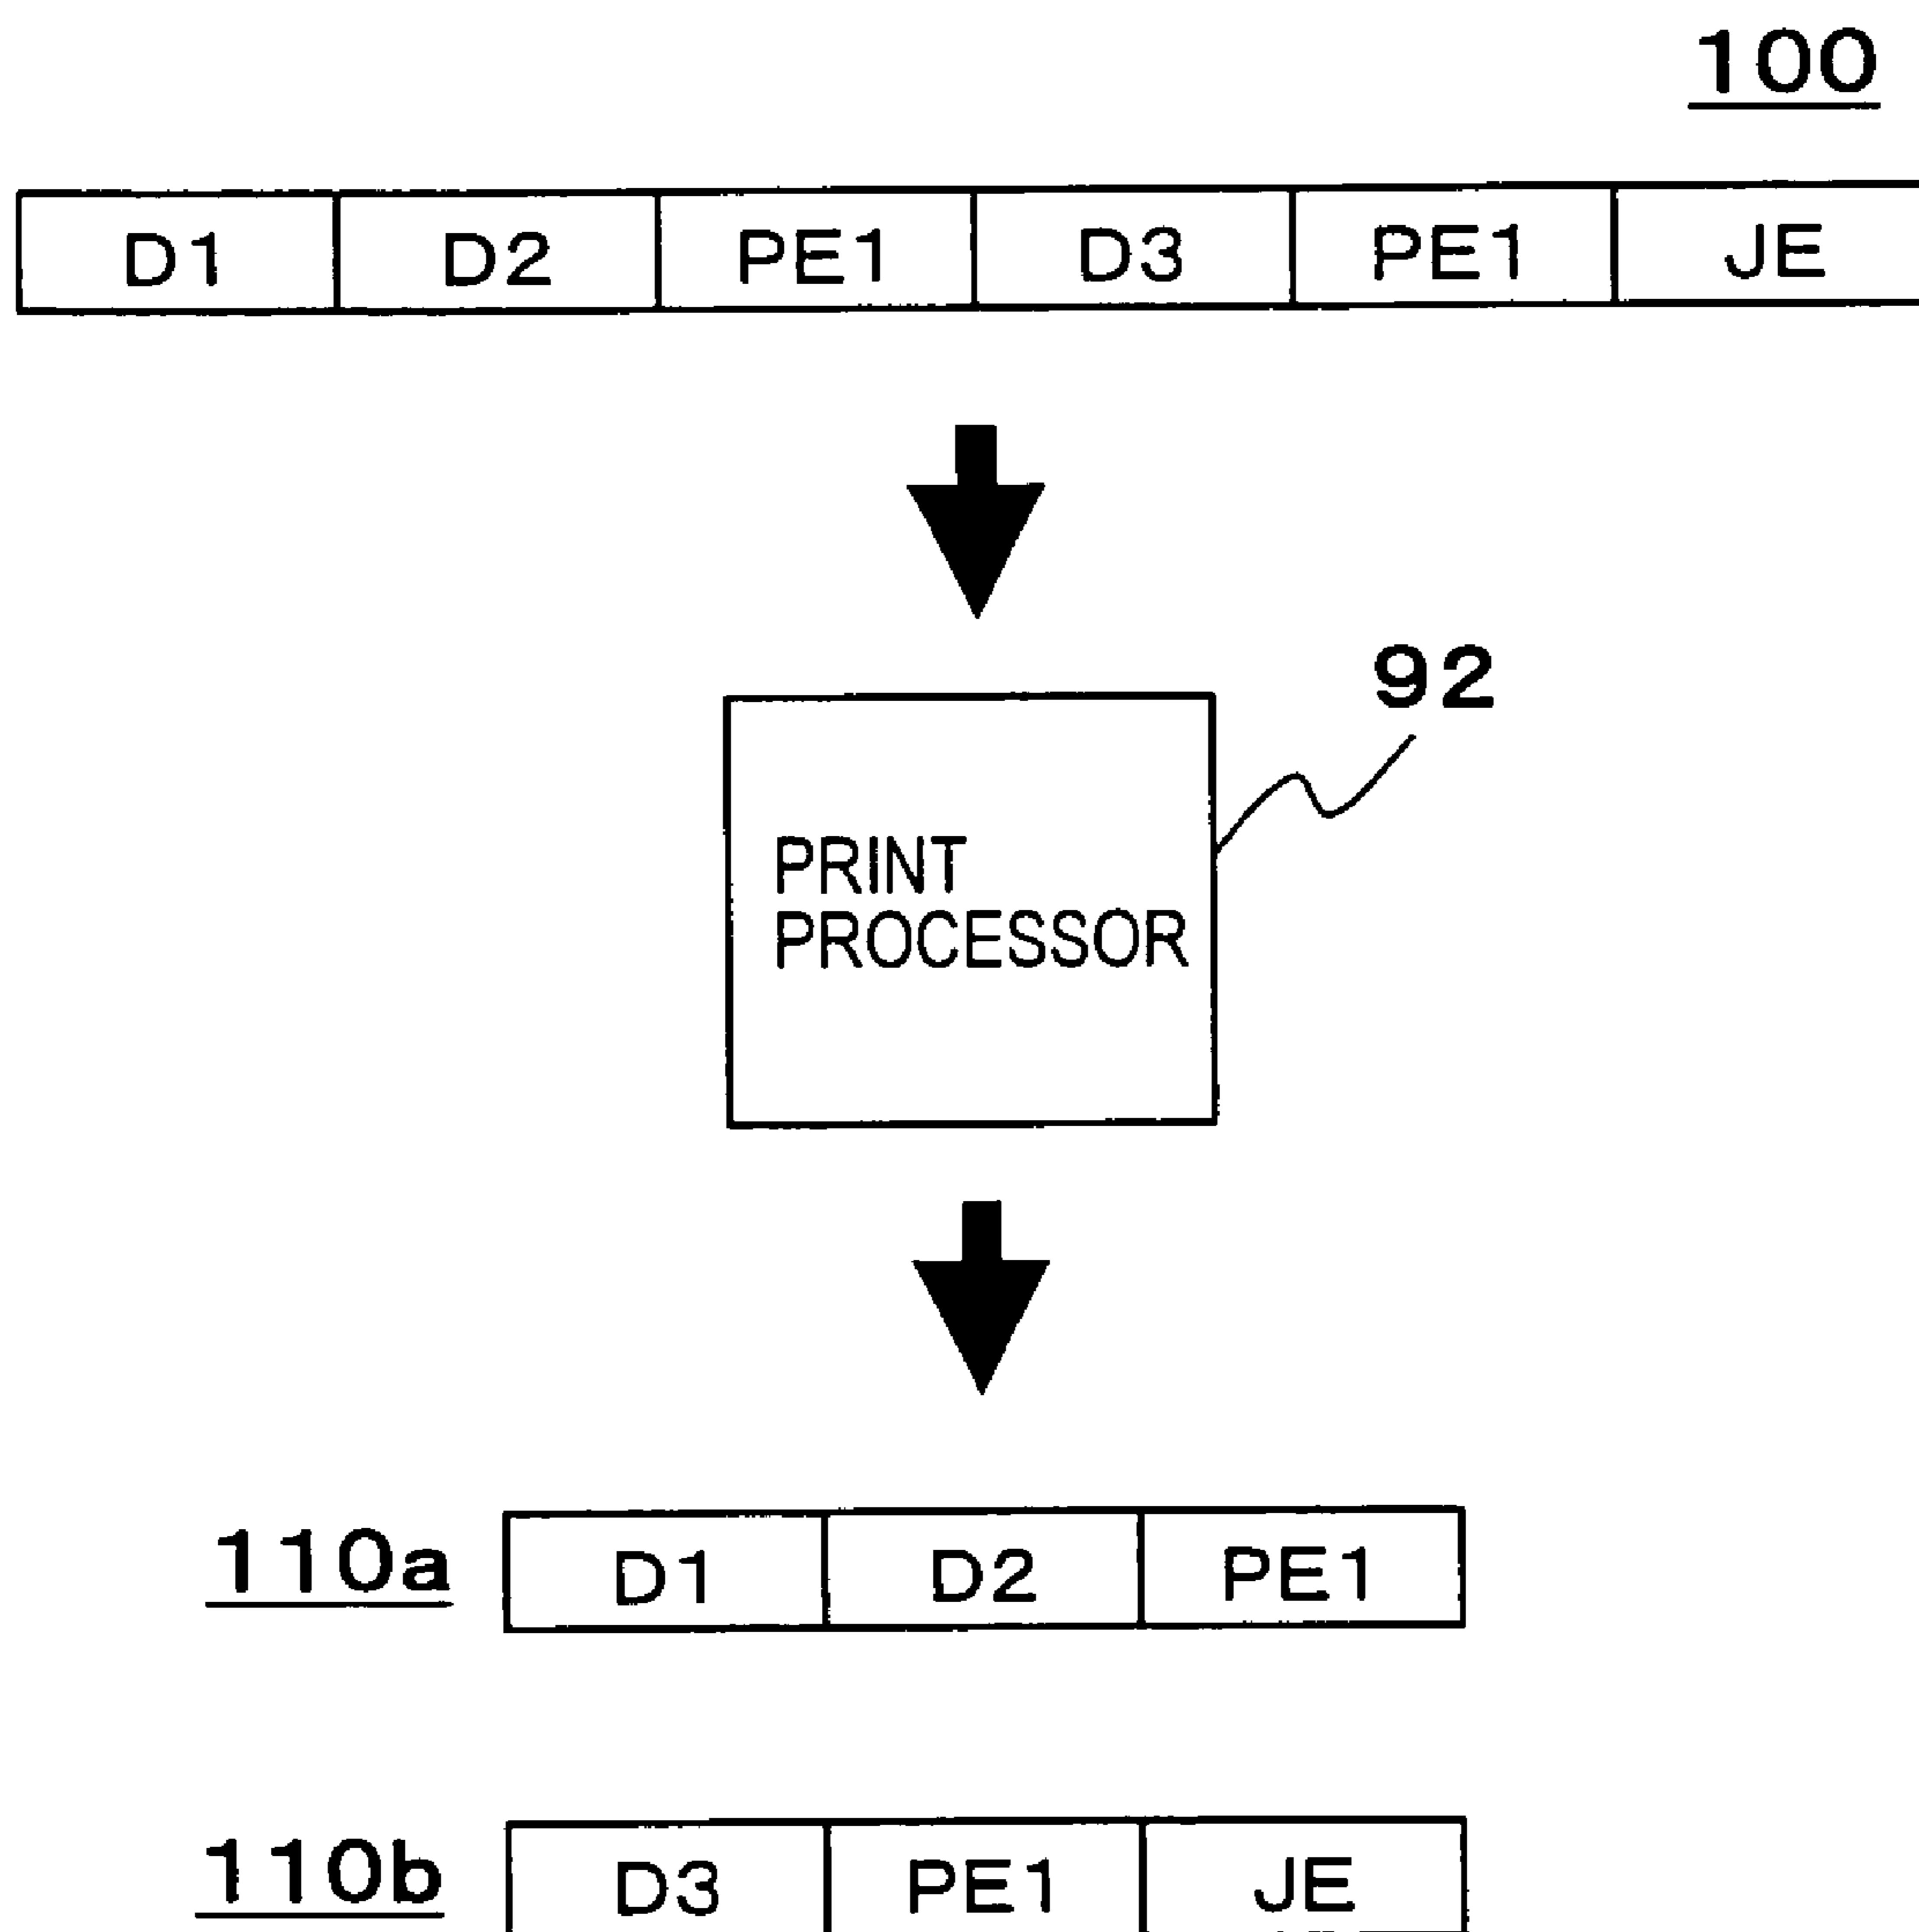 100
D1 D2 PE1 D3 PE1 JE
92
PRINT
PROCESSOR
110a D1 D2 PE1
110b D3 PE1 JE